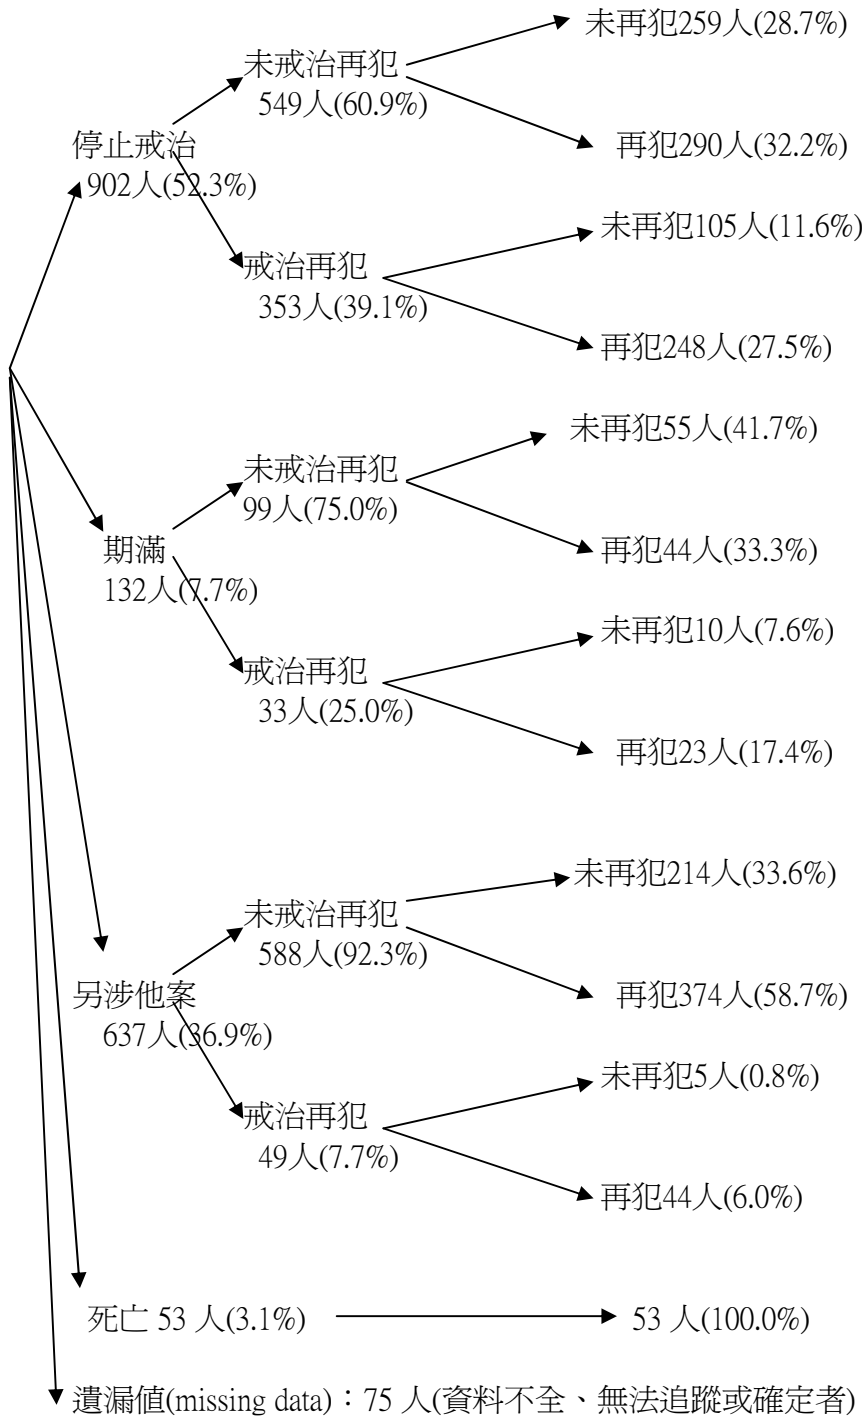 未再犯259人(28.7%)
未戒治再犯
549人(60.9%)
停止戒治
902人(52.3%)
再犯290人(32.2%)
未再犯105人(11.6%)
戒治再犯
353人(39.1%)
再犯248人(27.5%)
未再犯55人(41.7%)
未戒治再犯
99人(75.0%)
期滿
132人(7.7%)
再犯44人(33.3%)
未再犯10人(7.6%)
戒治再犯
33人(25.0%)
再犯23人(17.4%)
未再犯214人(33.6%)
未戒治再犯
588人(92.3%)
另涉他案
637人(36.9%)
再犯374人(58.7%)
未再犯5人(0.8%)
戒治再犯
49人(7.7%)
再犯44人(6.0%)
死亡 53 人(3.1%) 53 人(100.0%)
遺漏值(missing data)：75 人(資料不全、無法追蹤或確定者)